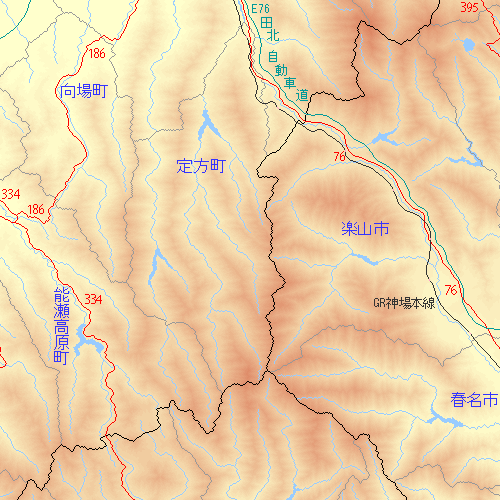 E76
田北自動車道
395
186
向場町
定方町
76
334
186
楽山市
能瀬高原町
334
76
GR神場本線
春名市